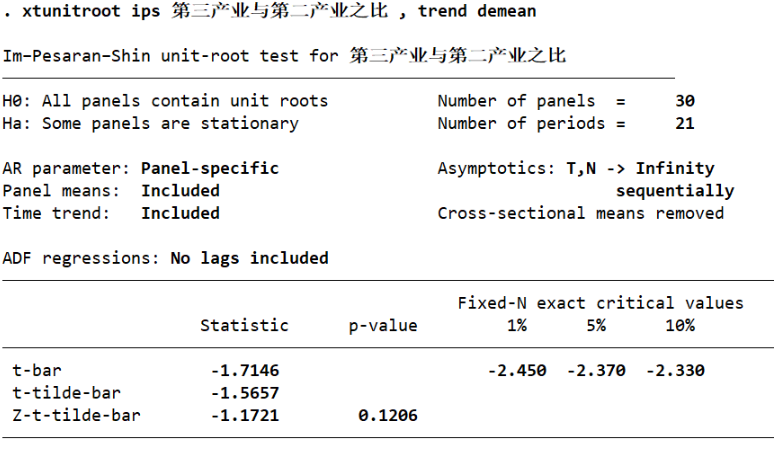 . xtunitroot ips 第三产业与第二产业之比 , trend demean
Im–Pesaran–Shin unit-root test for 第三产业与第二产业之比
H0: All panels contain unit roots Number of panels = 30
Ha: Some panels are stationary Number of periods = 21
AR parameter: Panel-specific Asymptotics: T,N -> Infinity
Panel means: Included sequentially
Time trend: Included Cross-sectional means removed
ADF regressions: No lags included
Fixed-N exact critical values
Statistic p-value 1% 5% 10%
t-bar -1.7146 -2.450 -2.370 -2.330
t-tilde-bar -1.5657
Z-t-tilde-bar -1.1721 0.1206